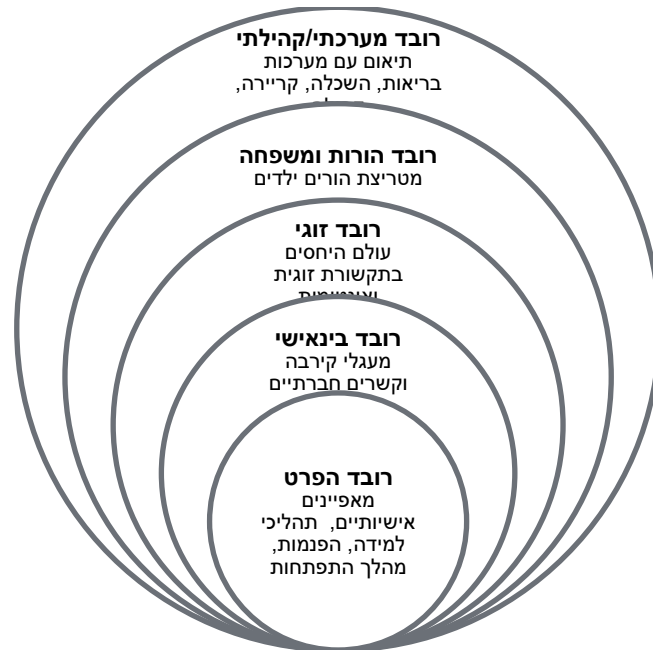 רובד מערכתי/קהילתי
תיאום עם מערכות
בריאות, השכלה, קריירה,
רובד הורות ומשפחה
מטריצת הורים ילדים
רובד זוגי
עולם היחסים
בתקשורת זוגית
רובד בינאישי
מעגלי קירבה
וקשרים חברתיים
רובד הפרט
מאפיינים
אישיותיים, תהליכי
למידה, הפנמות,
מהלך התפתחות